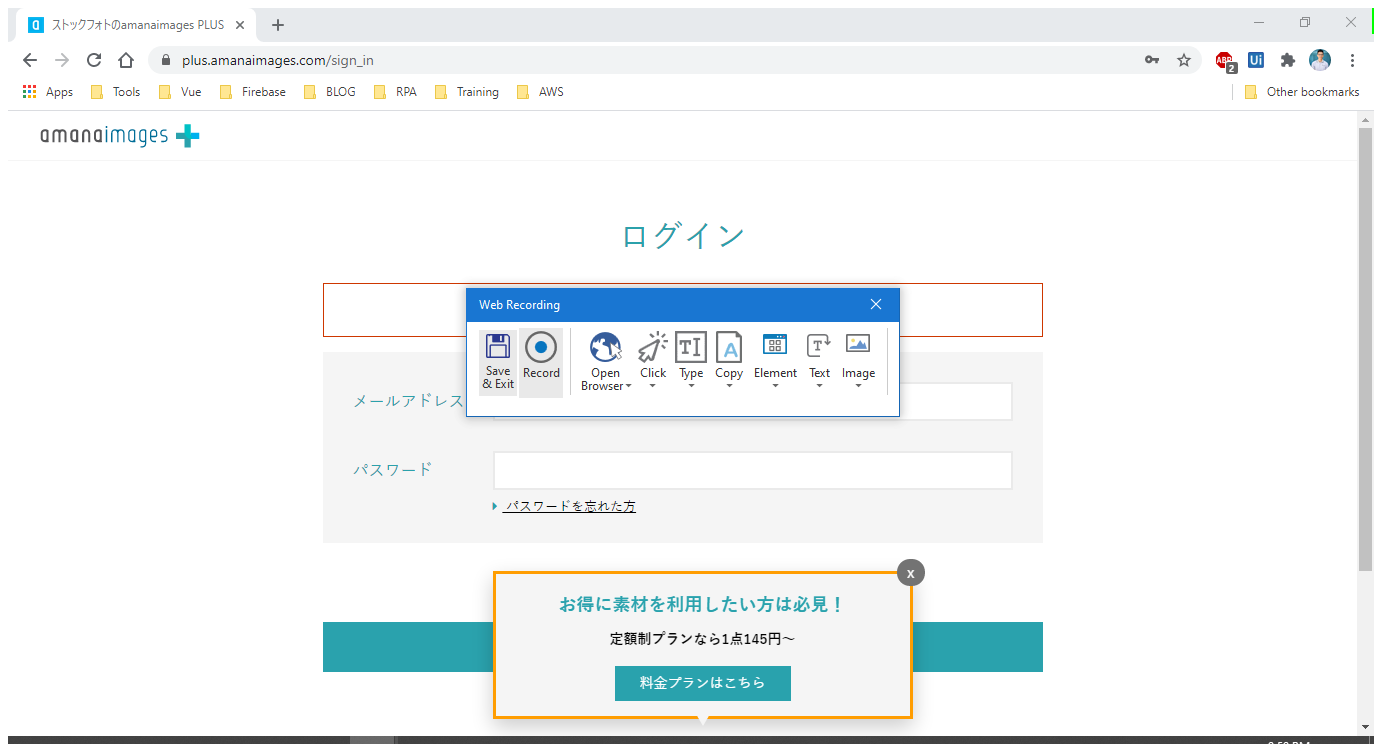 ストックフォトのamanaimages PLUS
plus.amanaimages.com/sign_in
ABP
2
Ui
Apps
Tools
Vue
Firebase
BLOG
RPA
Training
AWS
Other bookmarks
amanaimages
ログイン
Web Recording
Save & Exit
Record
Open Browser
Click
Type
Copy
Element
Text
Image
メールアドレス
パスワード
パスワードを忘れた方
x
お得に素材を利用したい方は必見！
定額制プランなら1点145円～
料金プランはこちら